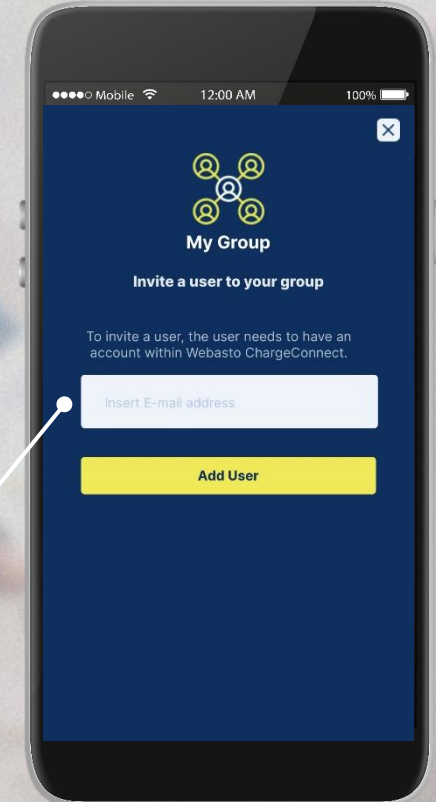 Mobile 12:00 AM 100%
My Group
Invite a user to your group
To invite a user, the user needs to have an
account within Webasto ChargeConnect.
Insert E-mail address
Add User